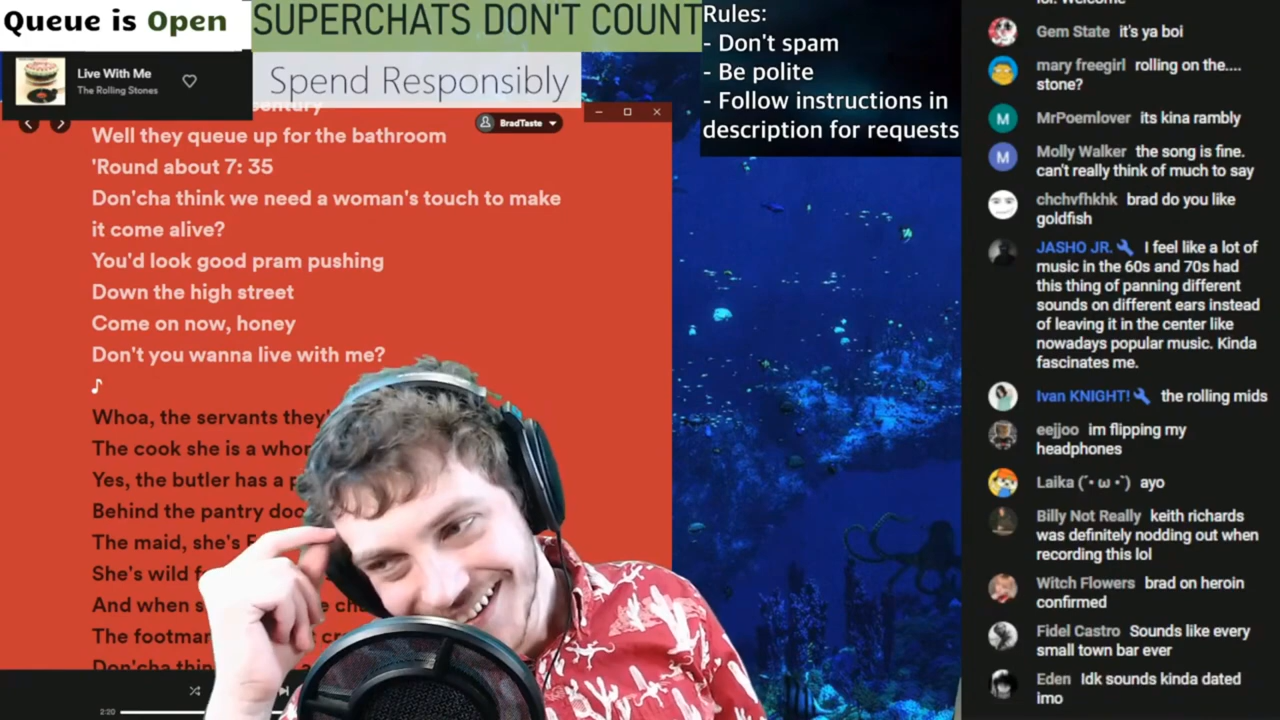 Queue is Open
SUPERCHATS DON'T COUNT
Spend Responsibly
Rules:
- Don't spam
- Be polite
- Follow instructions in
description for requests
Live With Me
The Rolling Stones
BradTaste
century
Well they queue up for the bathroom
'Round about 7: 35
Don'cha think we need a woman's touch to make
it come alive?
You'd look good pram pushing
Down the high street
Come on now, honey
Don't you wanna live with me?
♪
Whoa, the servants they'
The cook she is a
Yes, the butler has a
Behind the pantry
The maid, she's
She's wild
And when
The footman
Don'cha
2:20
lol. Welcome
Gem State it's ya boi
mary freegirl rolling on the....
stone?
MrPoemlover its kina rambly
Molly Walker the song is fine.
can't really think of much to say
chchvfhkhk brad do you like
goldfish
JASHO JR. I feel like a lot of
music in the 60s and 70s had
this thing of panning different
sounds on different ears instead
of leaving it in the center like
nowadays popular music. Kinda
fascinates me.
Ivan KNIGHT! the rolling mids
eejjoo im flipping my
headphones
Laika (´• ω •`) ayo
Billy Not Really keith richards
was definitely nodding out when
recording this lol
Witch Flowers brad on heroin
confirmed
Fidel Castro Sounds like every
small town bar ever
Eden Idk sounds kinda dated
imo